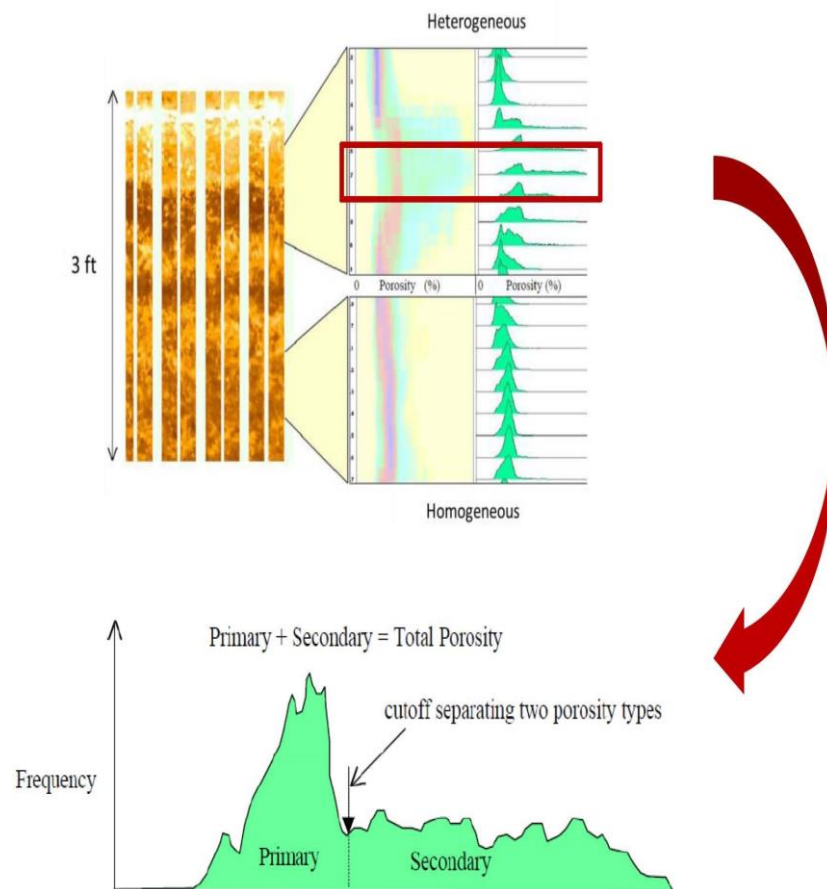 Heterogeneous
3 ft
0 Porosity (%) 0 Porosity (%)
Homogeneous
Primary + Secondary = Total Porosity
cutoff separating two porosity types
Frequency
Primary Secondary